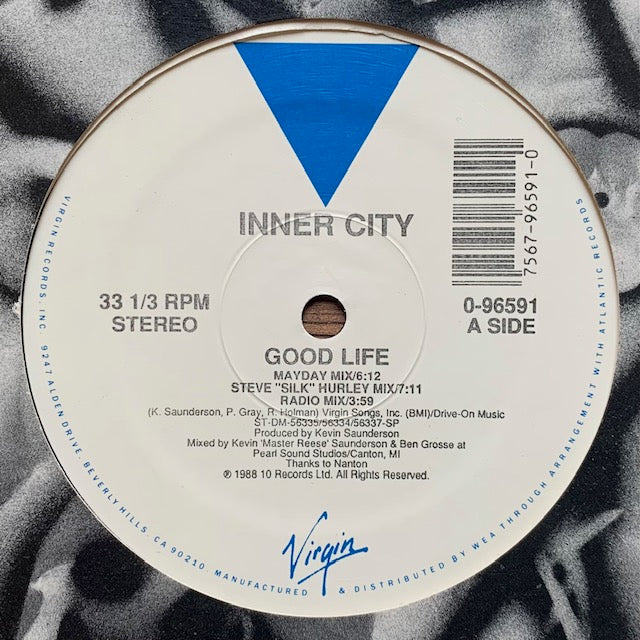 INNER CITY
7567-96591-0
33 1/3 RPM
STEREO
0-96591
A SIDE
GOOD LIFE
MAYDAY MIX/6:12
STEVE "SILK" HURLEY MIX/7:11
RADIO MIX/3:59
(K. Saunderson, P. Gray, R. Holman) Virgin Songs, Inc. (BMI)/Drive-On Music
ST-DM-56335/56334/56337-SP
Produced by Kevin Saunderson
Mixed by Kevin 'Master Reese' Saunderson & Ben Grosse at
Pearl Sound Studios/Canton, MI
Thanks to Nanton
℗ 1988 10 Records Ltd. All Rights Reserved.
Virgin
VIRGIN RECORDS, INC. 9247 ALDEN DRIVE, BEVERLY HILLS, CA 90210. MANUFACTURED & DISTRIBUTED BY WEA THROUGH ARRANGEMENT WITH ATLANTIC RECORDS